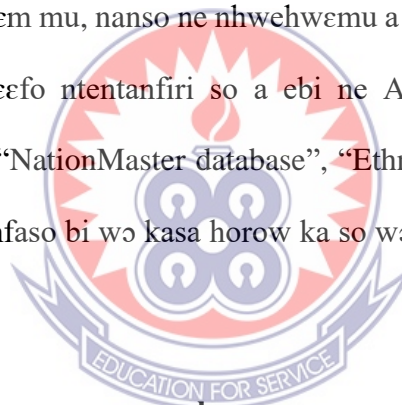 ɛm mu, nanso ne nhwehwɛmu a
ɛɛfo ntentanfiri so a ebi ne A
“NationMaster database”, “Ethn
nfaso bi wɔ kasa horow ka so wɔ
EDUCATION FOR SERVICE